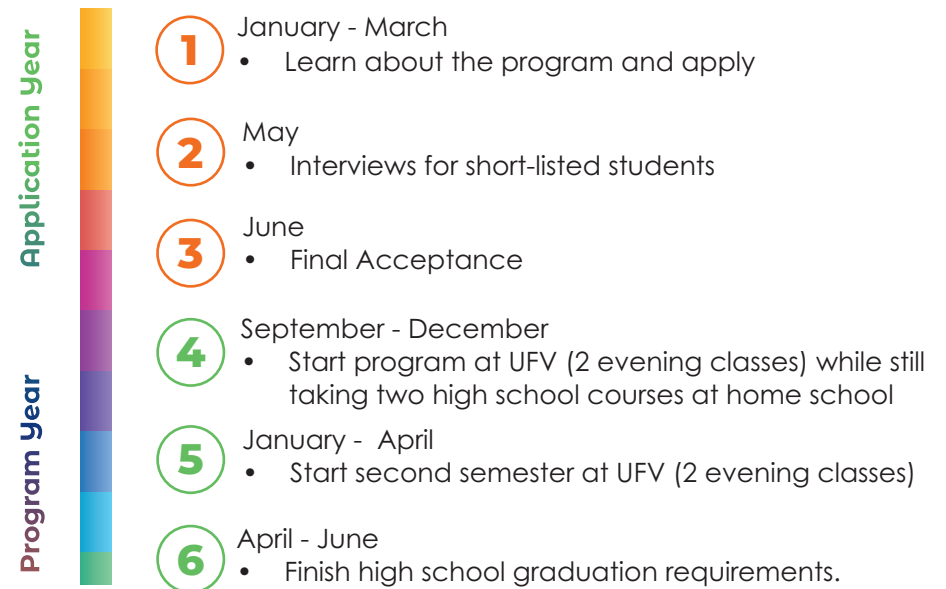 Application Year
1
January - March
• Learn about the program and apply
2
May
• Interviews for short-listed students
3
June
• Final Acceptance
Program Year
4
September - December
• Start program at UFV (2 evening classes) while still
taking two high school courses at home school
5
January - April
• Start second semester at UFV (2 evening classes)
6
April - June
• Finish high school graduation requirements.